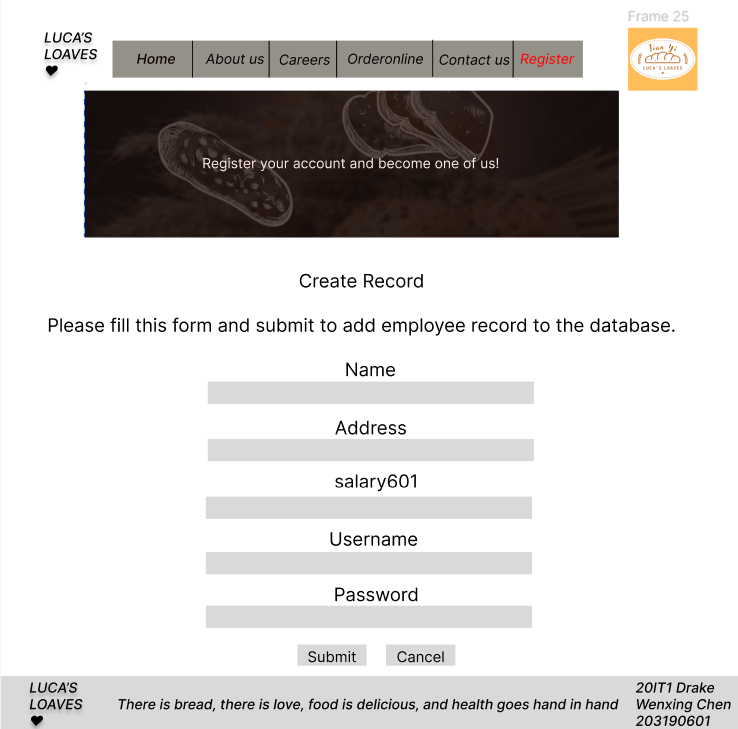 Frame 25
LUCA'S
LOAVES
Home About us Careers Orderonline Contact us Register
Tian Yi
LUCA'S LOAVES
Register your account and become one of us!
Create Record
Please fill this form and submit to add employee record to the database.
Name
Address
salary601
Username
Password
Submit Cancel
LUCA'S
LOAVES
There is bread, there is love, food is delicious, and health goes hand in hand
20IT1 Drake
Wenxing Chen
203190601